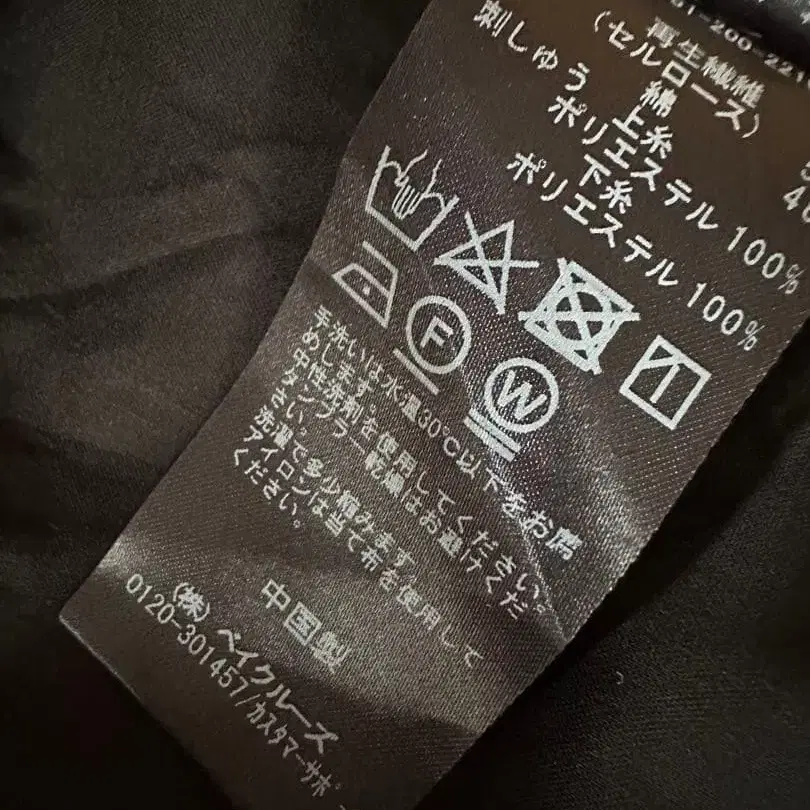 61-200-221
再生繊維
(セルロース)
綿
刺しゅう 上糸
ポリエステル 100%
下糸
ポリエステル 100%
F
W
手洗いは水温30℃以下をお薦
めします。
中性洗剤を使用してください。
タンブラー乾燥はお避けくだ
さい。
洗濯で多少縮みます。
アイロンは当て布を使用して
ください。
中国製
(株) ベイクルーズ
0120-301457/カスタマーサポ